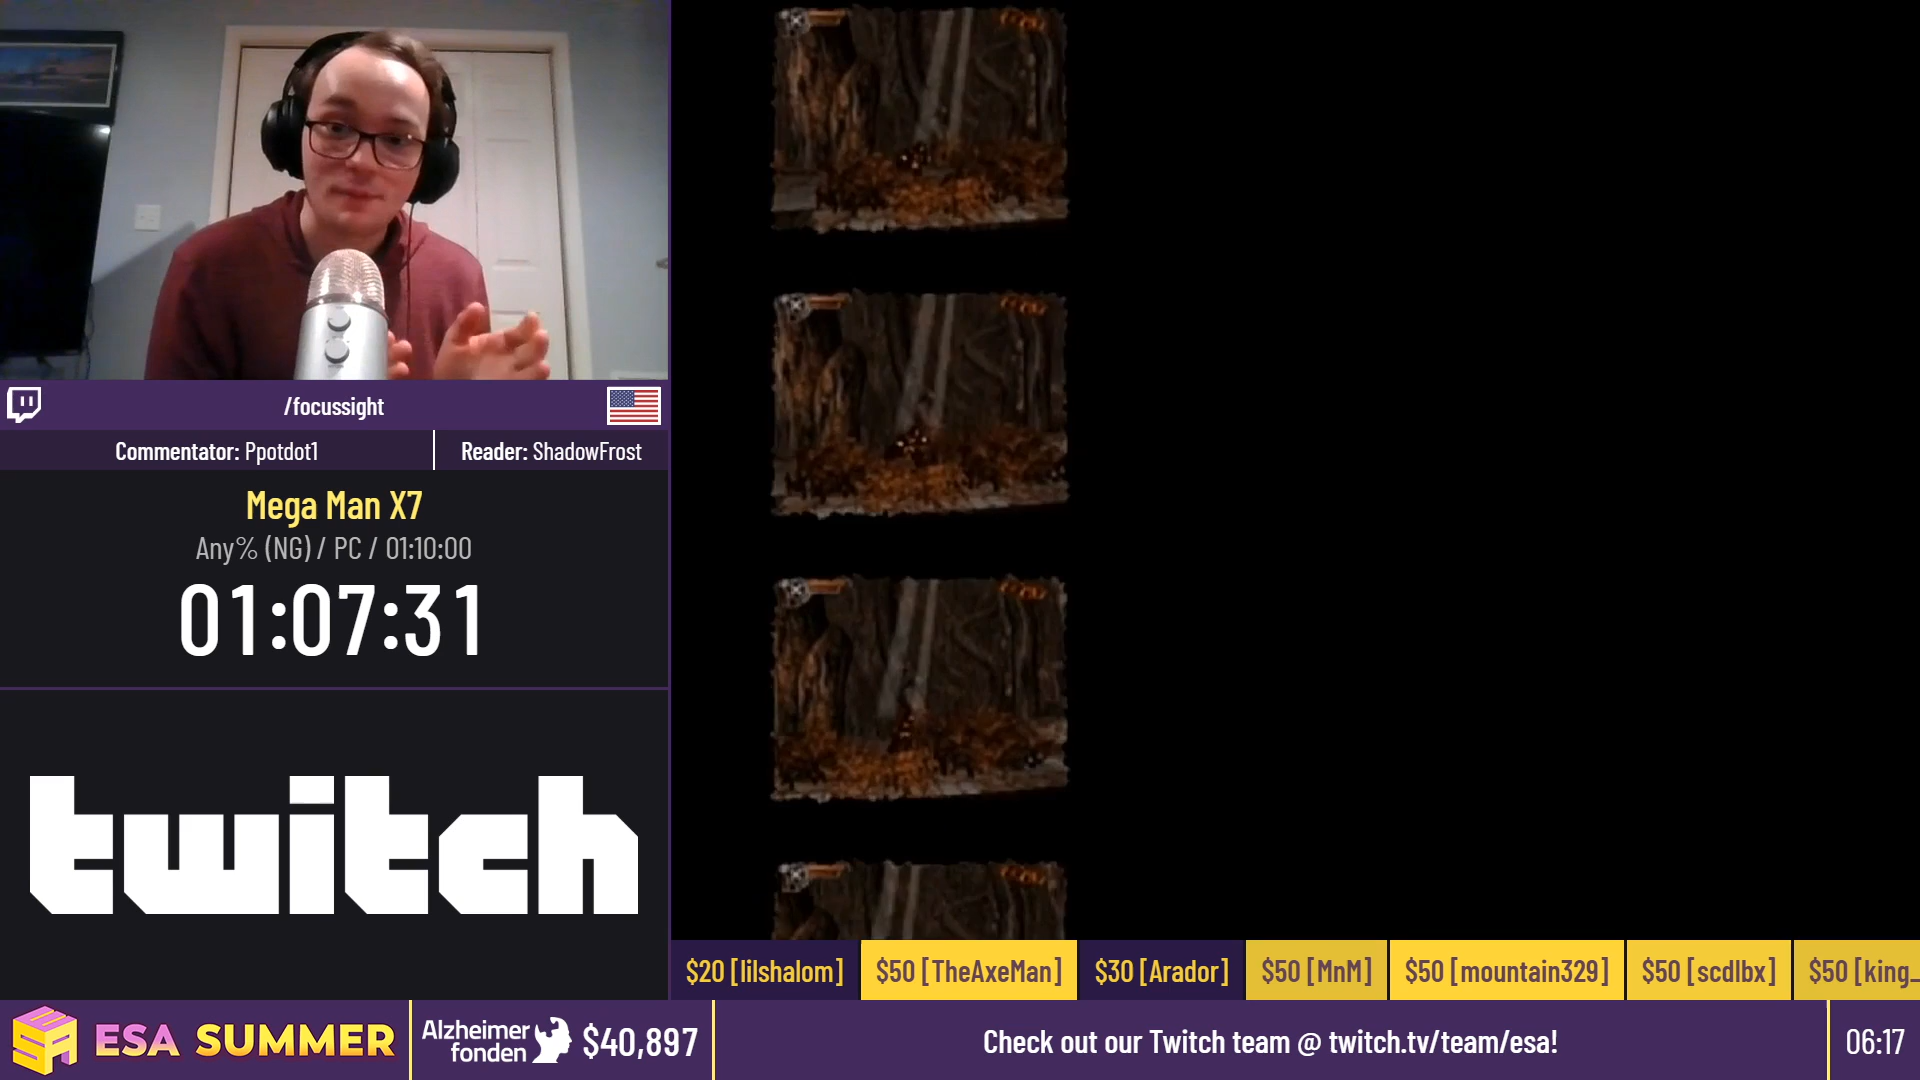 /focussight
Commentator: Ppotdot1
Reader: ShadowFrost
Mega Man X7
Any% (NG) / PC / 01:10:00
01:07:31
twitch
$20 [lilshalom]
$50 [TheAxeMan]
$30 [Arador]
$50 [MnM]
$50 [mountain329]
$50 [scdlbx]
$50 [king_
ESA SUMMER
Alzheimer
fonden
$40,897
Check out our Twitch team @ twitch.tv/team/esa!
06:17